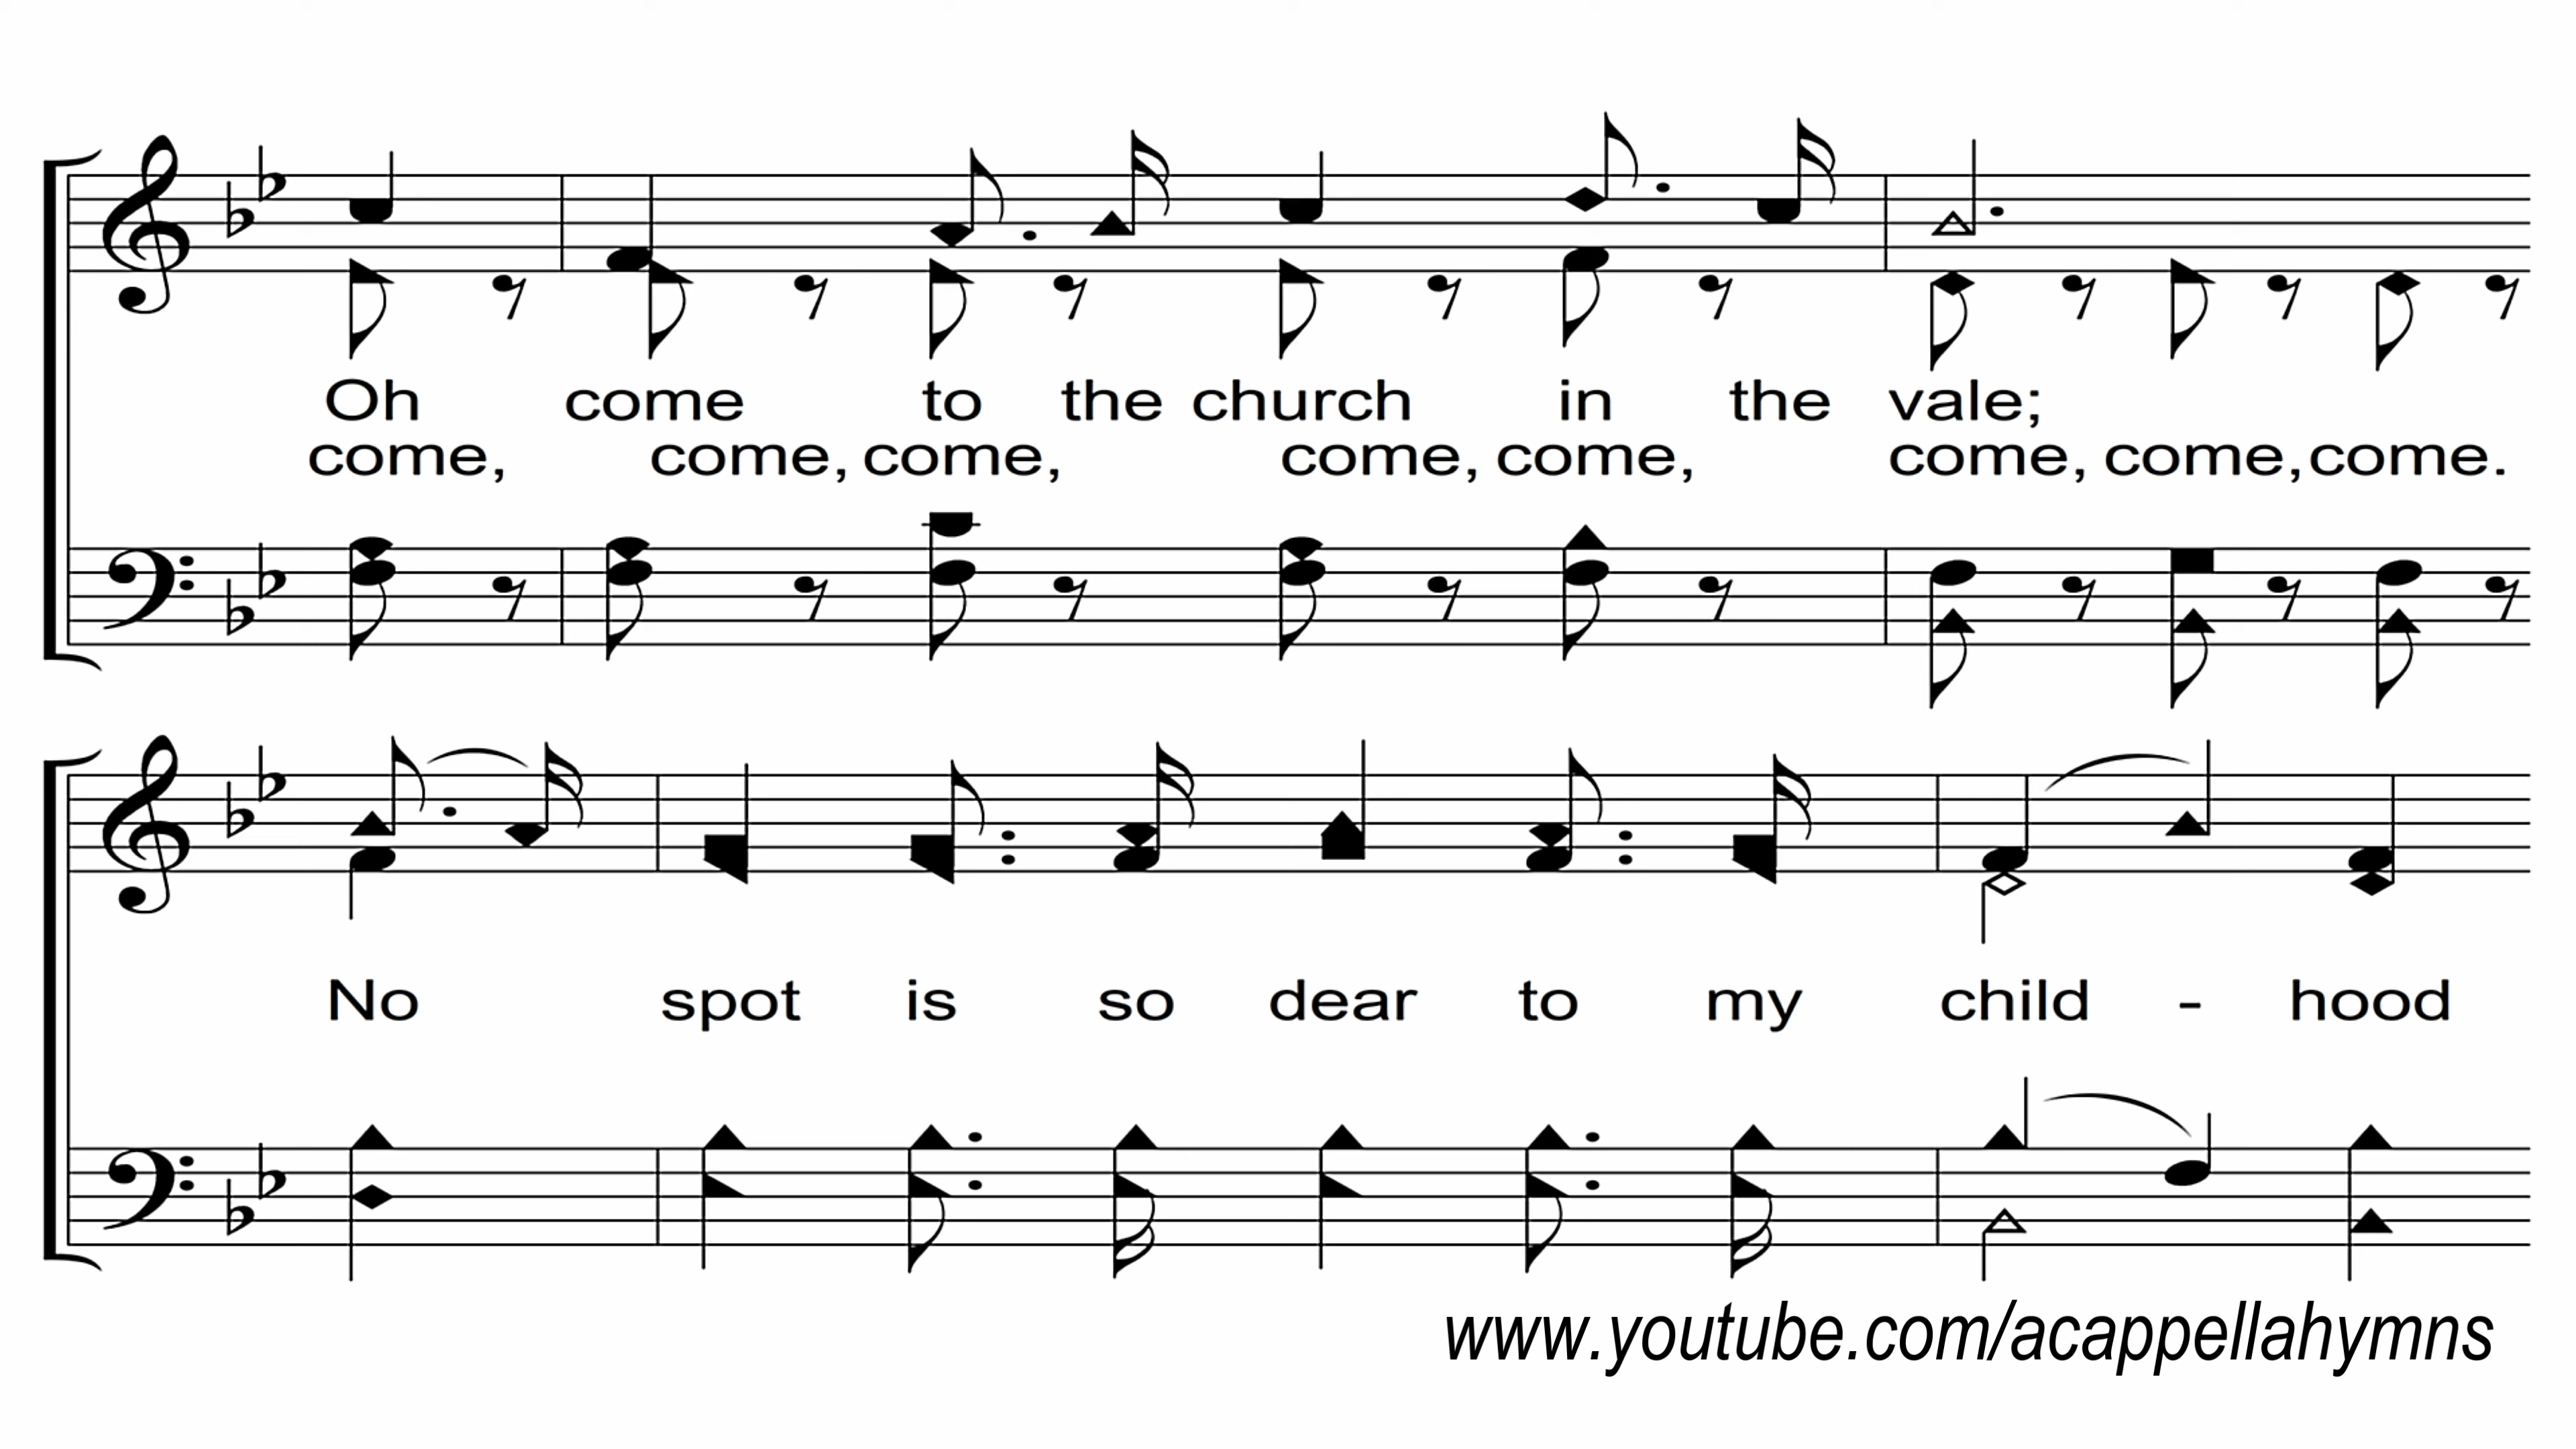 Oh come to the church in the vale;
come, come, come, come, come, come, come, come.
No spot is so dear to my child - hood
www.youtube.com/acappellahymns